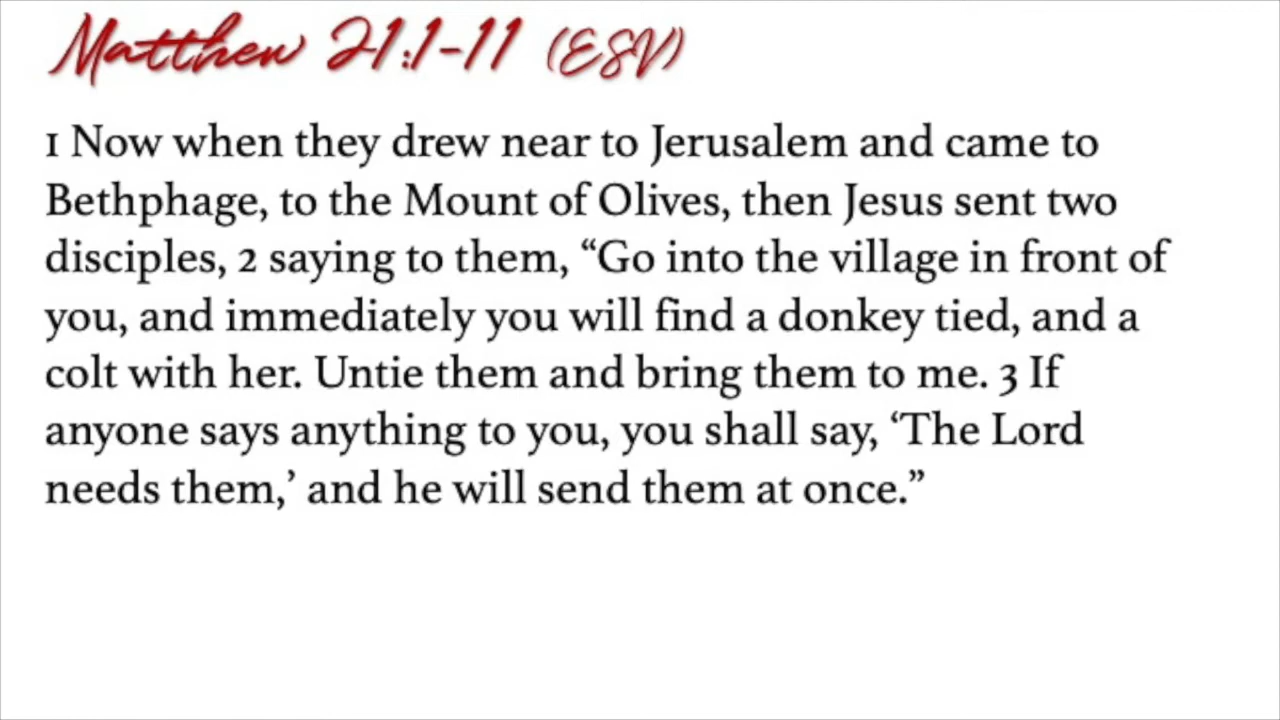 Matthew 21:1-11 (ESV)
1 Now when they drew near to Jerusalem and came to
Bethphage, to the Mount of Olives, then Jesus sent two
disciples, 2 saying to them, “Go into the village in front of
you, and immediately you will find a donkey tied, and a
colt with her. Untie them and bring them to me. 3 If
anyone says anything to you, you shall say, ‘The Lord
needs them,’ and he will send them at once.”